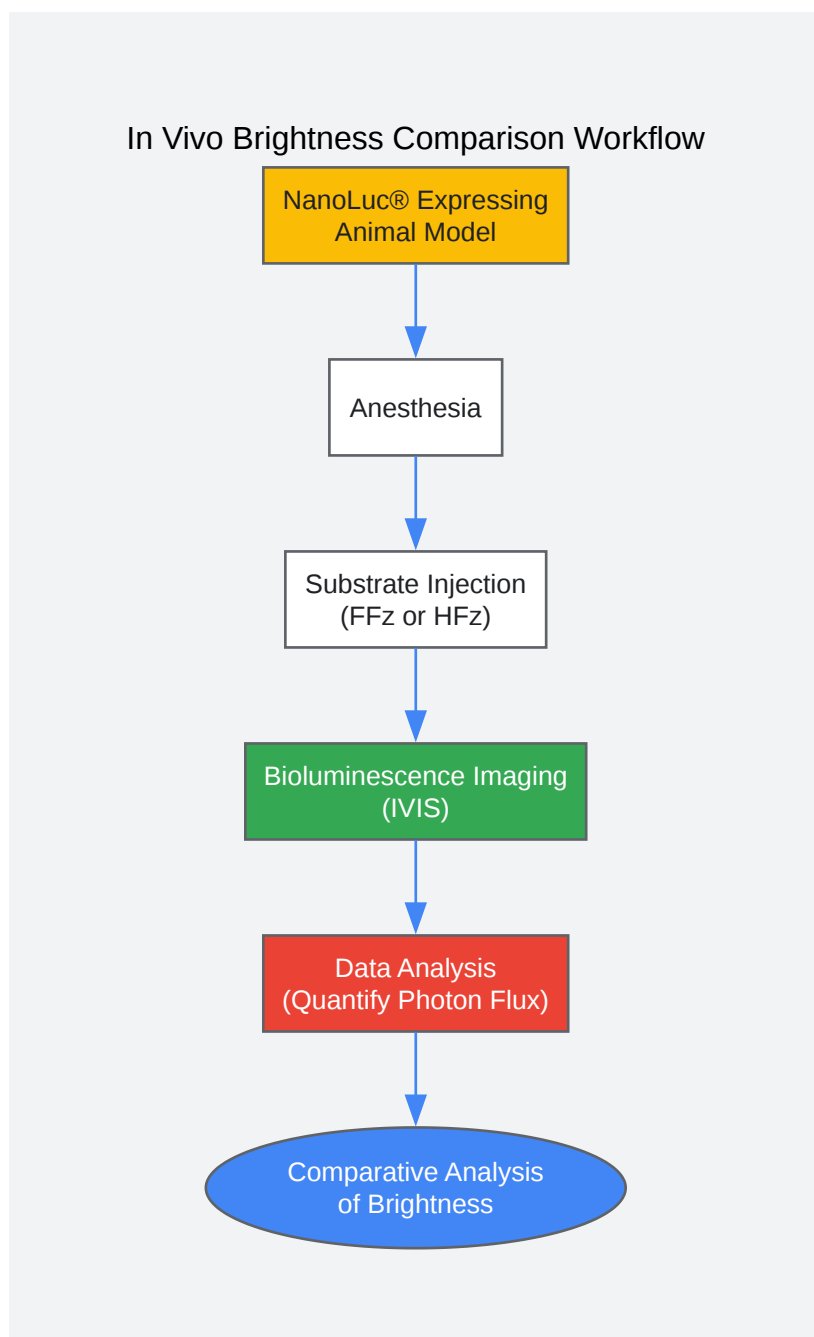 In Vivo Brightness Comparison Workflow
NanoLuc® Expressing
Animal Model
Anesthesia
Substrate Injection
(FFz or HFz)
Bioluminescence Imaging
(IVIS)
Data Analysis
(Quantify Photon Flux)
Comparative Analysis
of Brightness